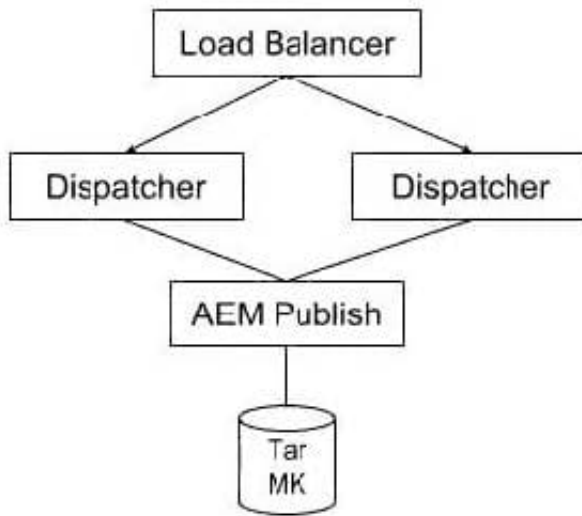 Load Balancer
Dispatcher
Dispatcher
AEM Publish
Tar
MK